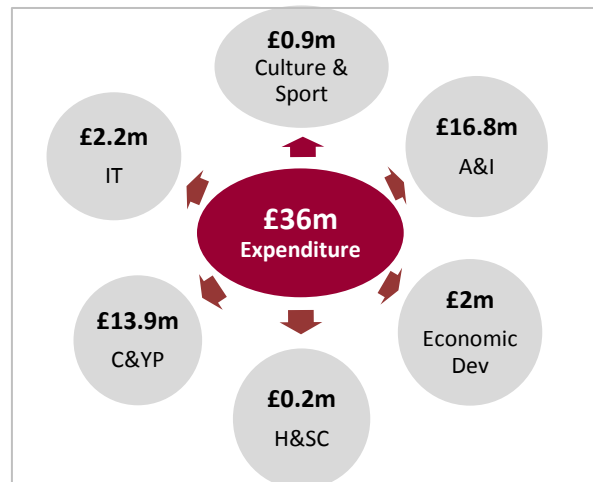 £0.9m
Culture &
Sport
£2.2m
IT
£16.8m
A&I
£36m
Expenditure
£13.9m
C&YP
£2m
Economic
Dev
£0.2m
H&SC